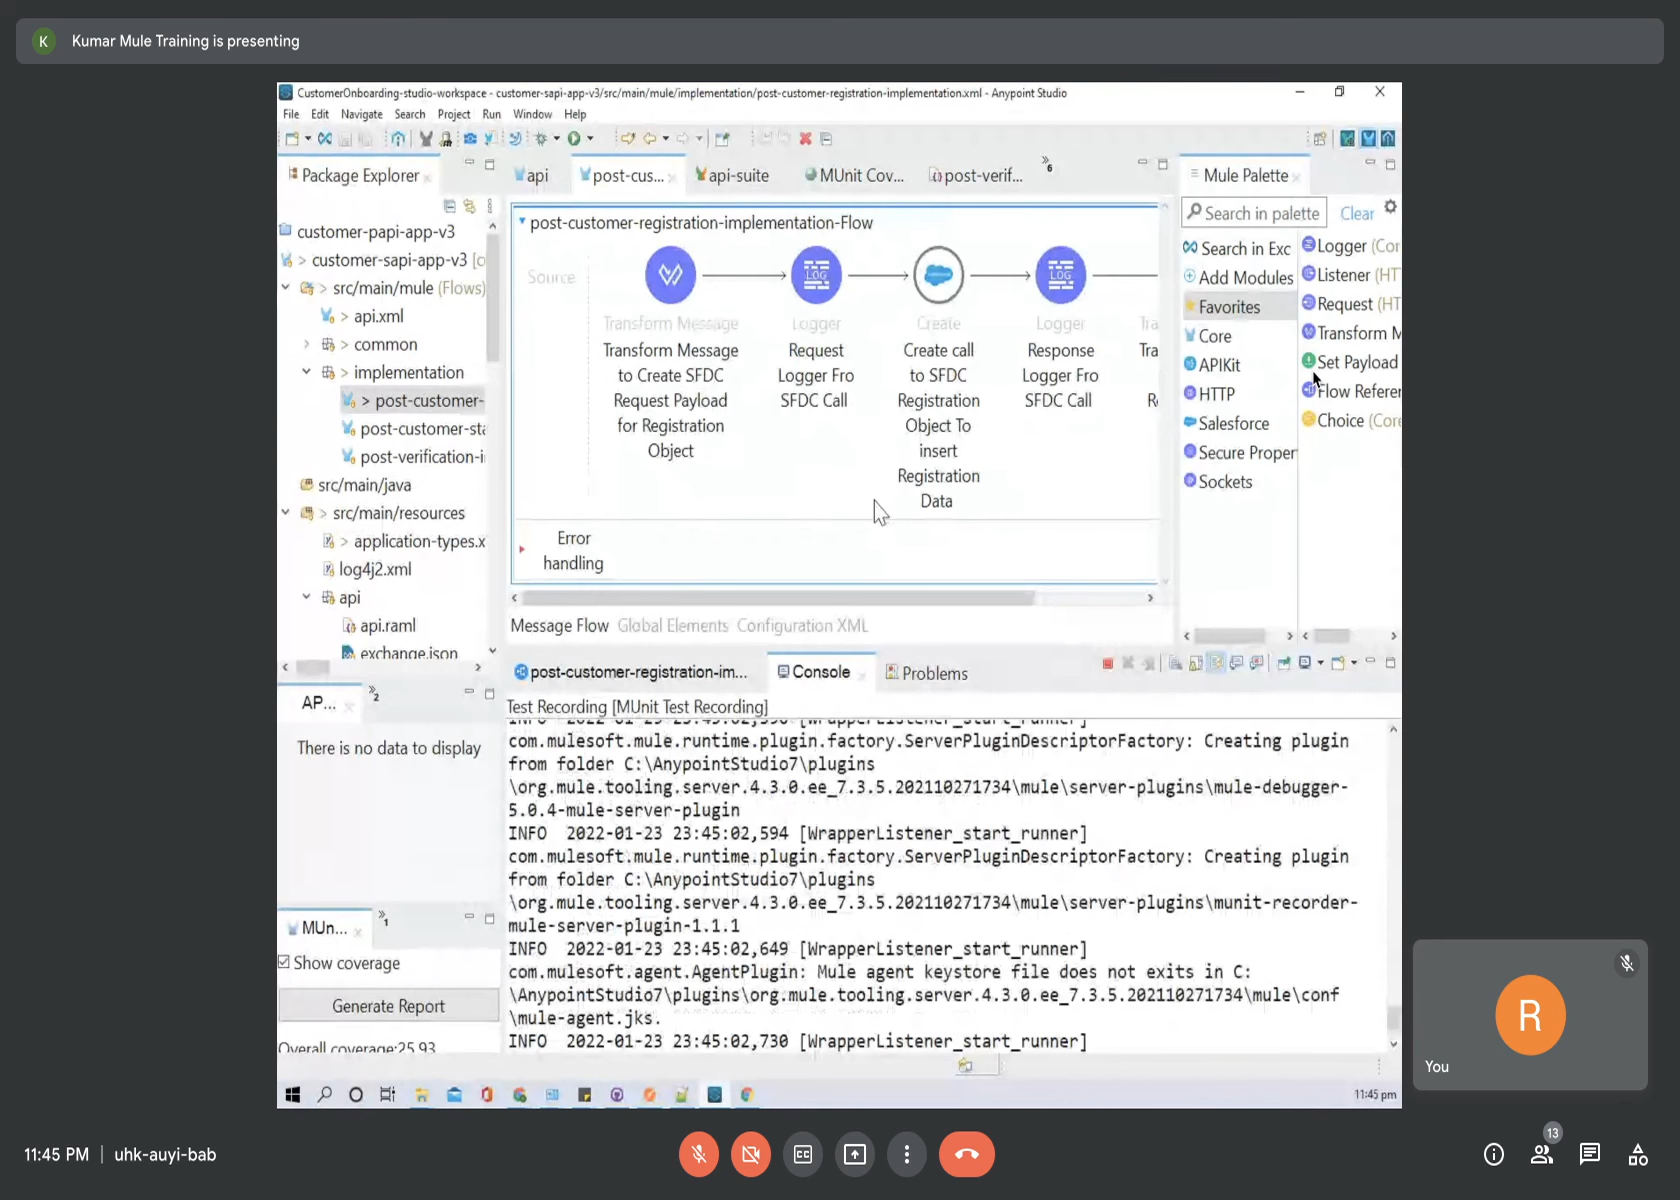 K Kumar Mule Training is presenting
CustomerOnboarding-studio-workspace - customer-sapi-app-v3/src/main/mule/implementation/post-customer-registration-implementation.xml - Anypoint Studio
File Edit Navigate Search Project Run Window Help
Package Explorer
customer-papi-app-v3
> customer-sapi-app-v3 [c
> src/main/mule (Flows)
> api.xml
> common
> implementation
> post-customer-
post-customer-sta
post-verification-i
src/main/java
> src/main/resources
> application-types.x
log4j2.xml
api
api.raml
exchange.json
api post-cus... api-suite MUnit Cov... post-verif... »6
post-customer-registration-implementation-Flow
Source
Transform Message Logger Create Logger Tra
Transform Message
to Create SFDC
Request Payload
for Registration
Object
Request
Logger Fro
SFDC Call
Create call
to SFDC
Registration
Object To
insert
Registration
Data
Response
Logger Fro
SFDC Call
Tra
R
LOG
LOG
Error
handling
Message Flow Global Elements Configuration XML
Mule Palette
Search in palette Clear
Search in Exc
Add Modules
Favorites
Core
APIKit
HTTP
Salesforce
Secure Proper
Sockets
Logger (Cor
Listener (HT
Request (HT
Transform M
Set Payload
Flow Referer
Choice (Core
AP... »2
There is no data to display
MUn... »1
Show coverage
Generate Report
Overall coverage:25.93
post-customer-registration-im... Console Problems
Test Recording [MUnit Test Recording]
com.mulesoft.mule.runtime.plugin.factory.ServerPluginDescriptorFactory: Creating plugin
from folder C:\AnypointStudio7\plugins
\org.mule.tooling.server.4.3.0.ee_7.3.5.202110271734\mule\server-plugins\mule-debugger-
5.0.4-mule-server-plugin
INFO 2022-01-23 23:45:02,594 [WrapperListener_start_runner]
com.mulesoft.mule.runtime.plugin.factory.ServerPluginDescriptorFactory: Creating plugin
from folder C:\AnypointStudio7\plugins
\org.mule.tooling.server.4.3.0.ee_7.3.5.202110271734\mule\server-plugins\munit-recorder-
mule-server-plugin-1.1.1
INFO 2022-01-23 23:45:02,649 [WrapperListener_start_runner]
com.mulesoft.agent.AgentPlugin: Mule agent keystore file does not exits in C:
\AnypointStudio7\plugins\org.mule.tooling.server.4.3.0.ee_7.3.5.202110271734\mule\conf
\mule-agent.jks.
INFO 2022-01-23 23:45:02,730 [WrapperListener_start_runner]
11:45 pm
R
You
11:45 PM | uhk-auyi-bab
CC
13